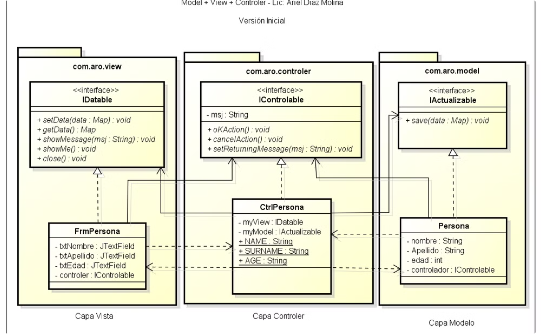 Model + View + Controler - Lic. Ariel Díaz Molina
Versión Inicial
com.aro.view
<<interface>>
IDatable
+ setData(data : Map) : void
+ getData() : Map
+ showMessage(msj : String) : void
+ showMe() : void
+ close() : void
FrmPersona
- txtNombre : JTextField
- txtApelido : JTextField
- txtEdad : JTextField
- controler : IControlable
Capa Vista
com.aro.controler
<<interface>>
IControlable
- msj : String
+ oKAction() : void
+ cancelAction() : void
+ setReturningMessage(msj : String) : void
CtrlPersona
- myView : IDatable
- myModel : IActualizable
+ NAME : String
+ SURNAME : String
+ AGE : String
Capa Controler
com.aro.model
<<interface>>
IActualizable
+ save(data : Map) : void
Persona
- nombre : String
- Apellido : String
- edad : int
- controlador : IControlable
Capa Modelo